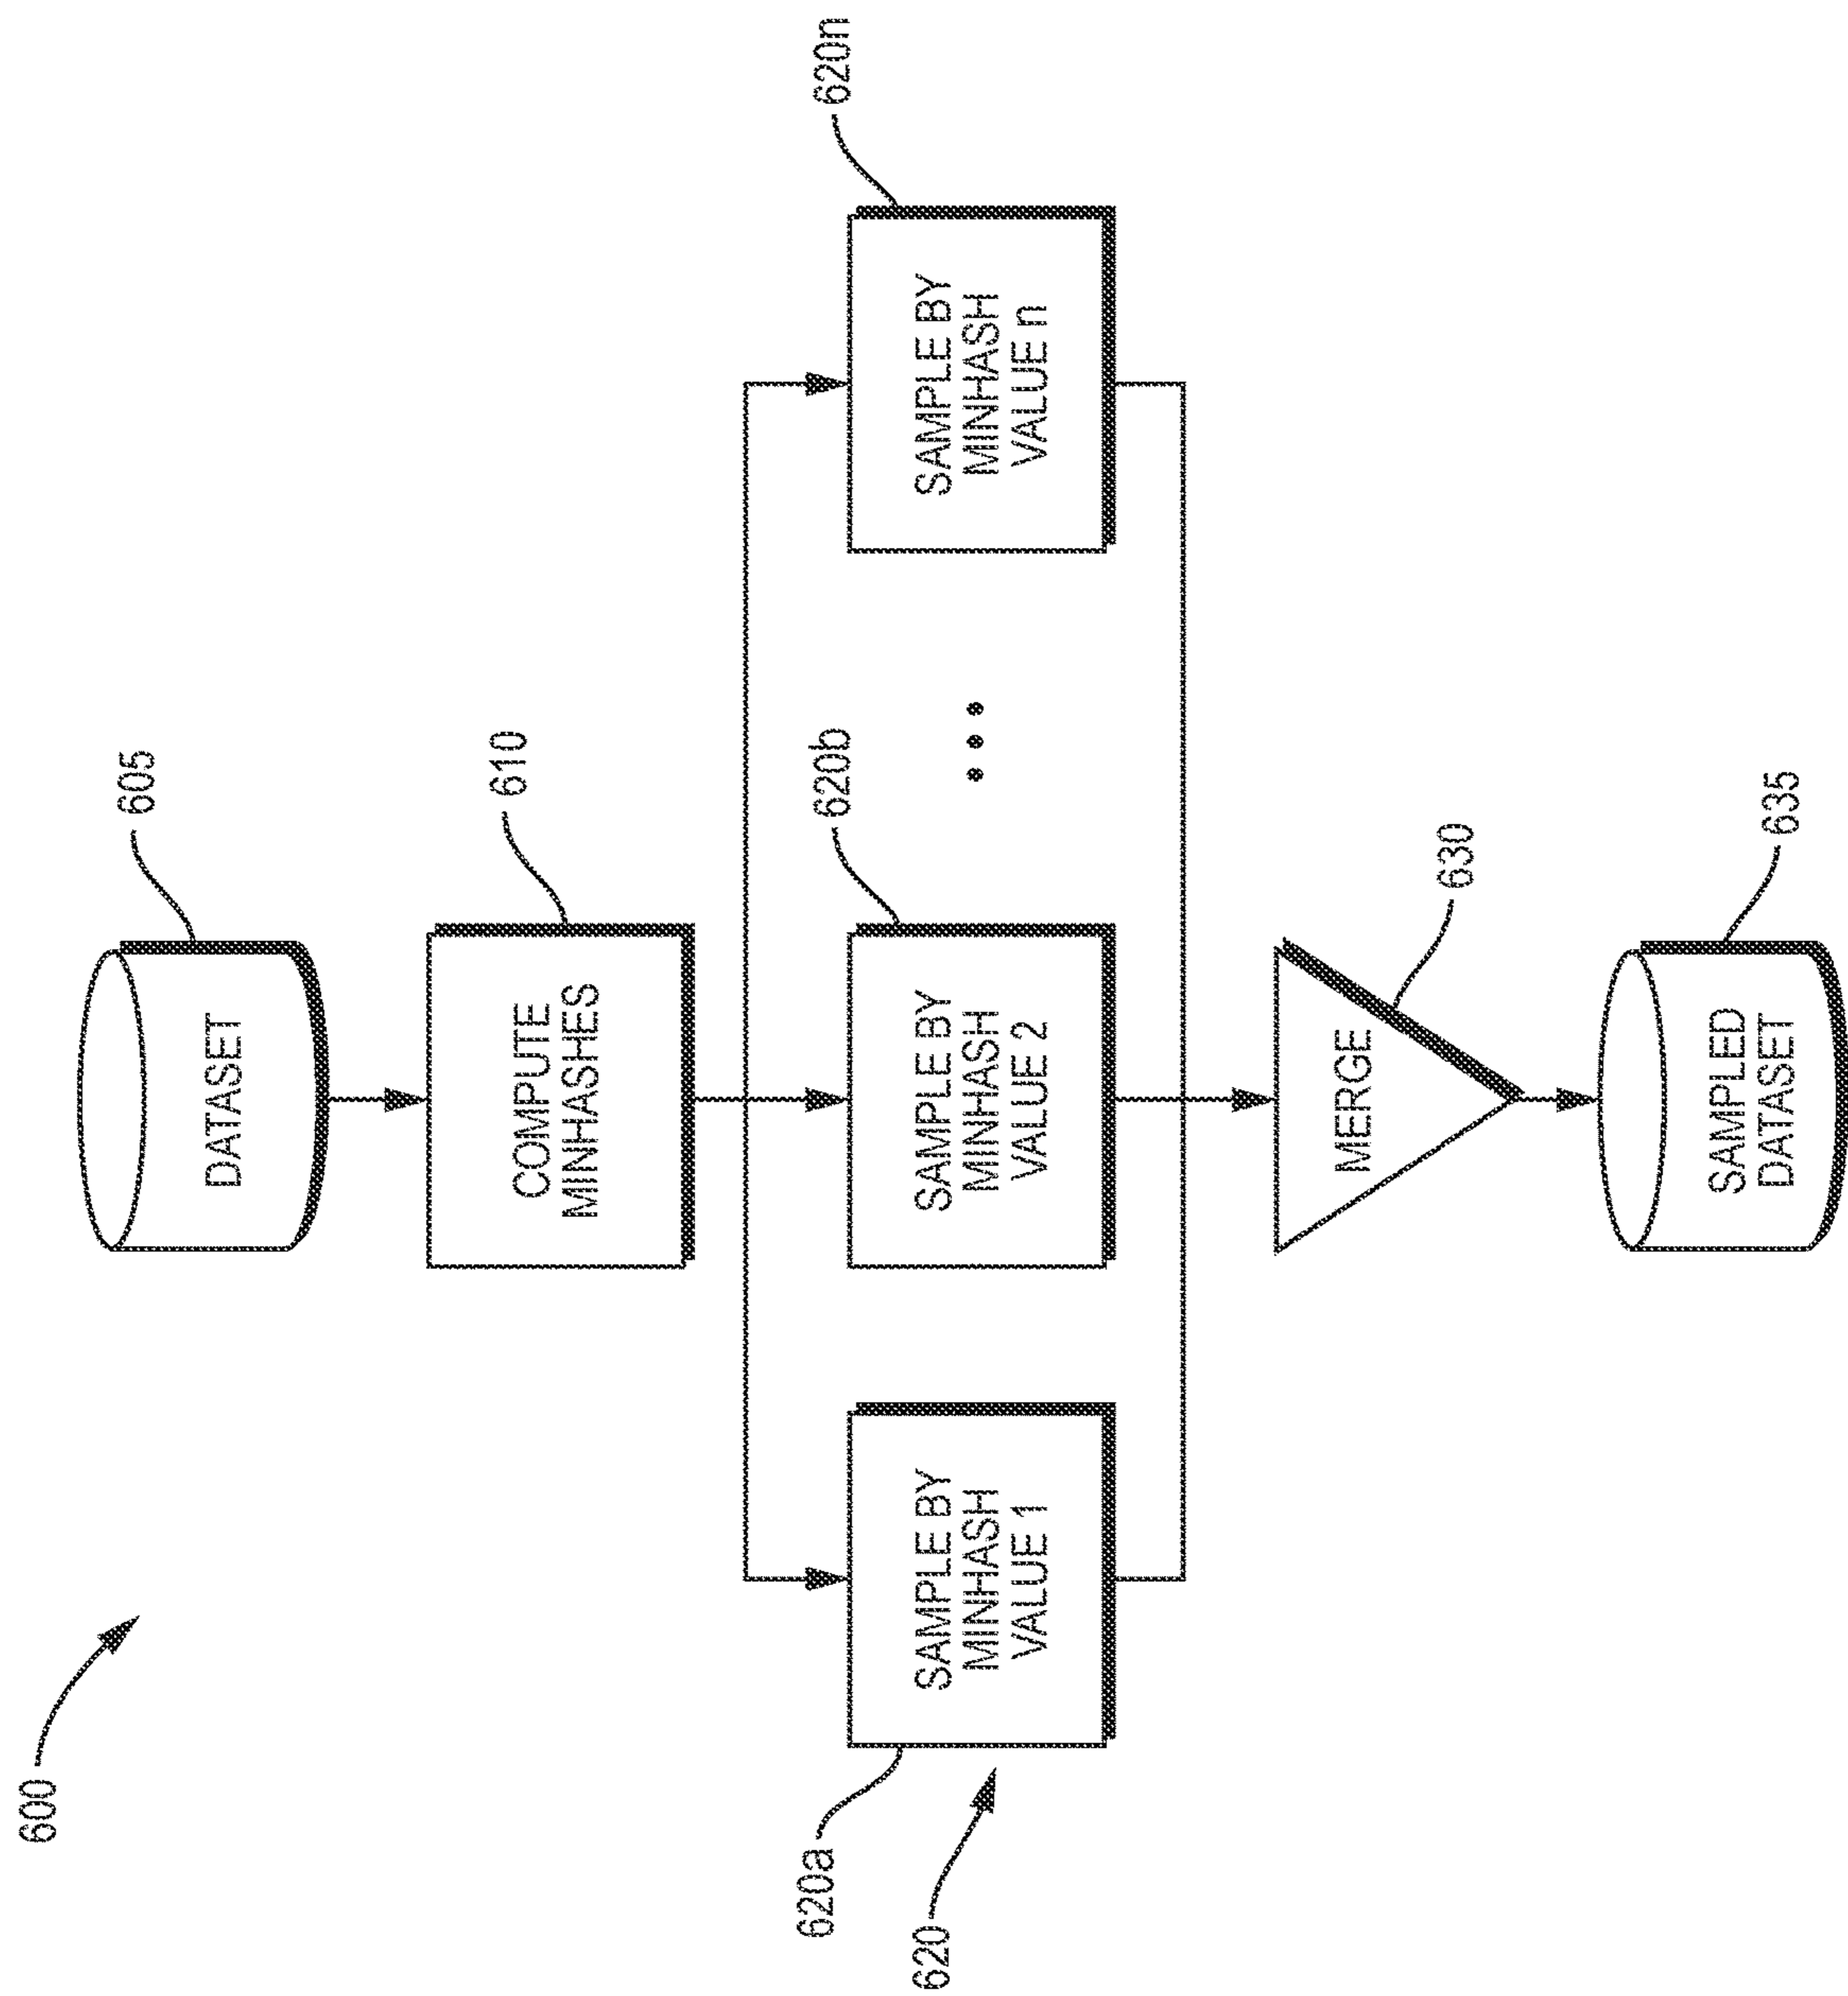 600
605
DATASET
610
COMPUTE
MINHASHES
620a
620
SAMPLE BY
MINHASH
VALUE 1
620b
SAMPLE BY
MINHASH
VALUE 2
620n
SAMPLE BY
MINHASH
VALUE n
630
MERGE
635
SAMPLED
DATASET